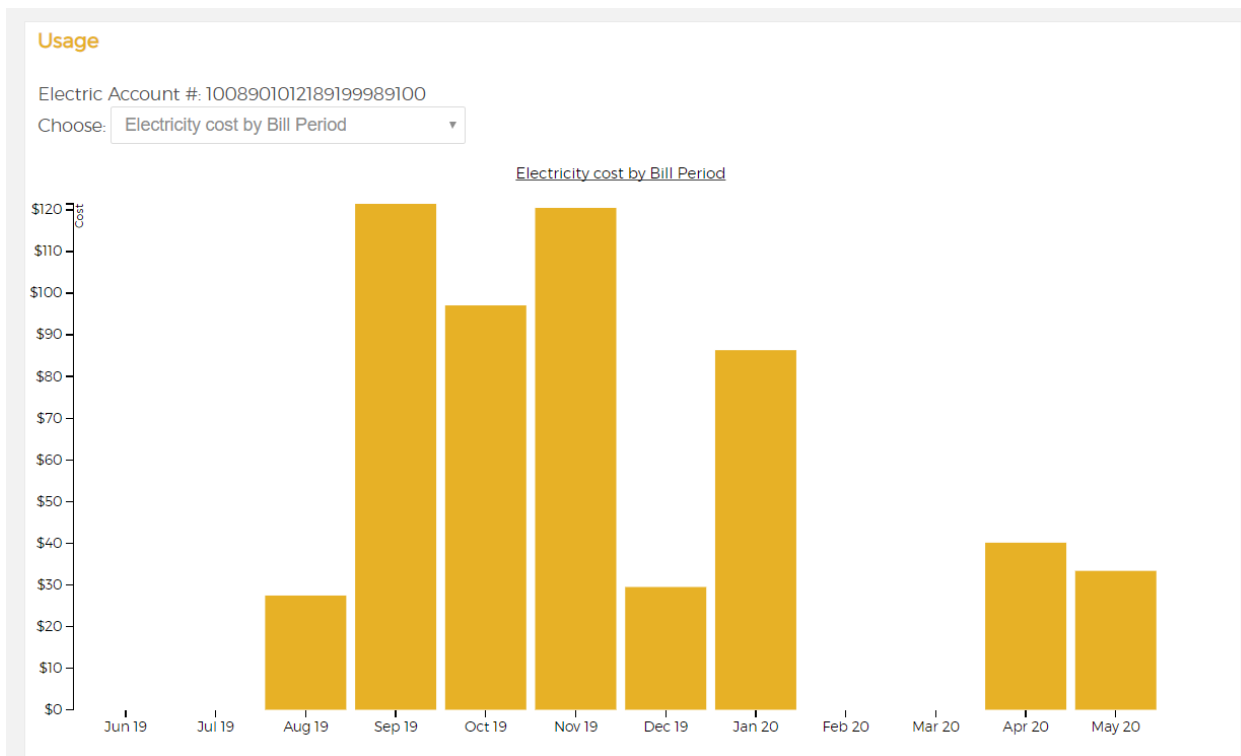 Usage
Electric Account #: 1008901012189199989100
Choose: Electricity cost by Bill Period
Electricity cost by Bill Period
Cost
$120
$110
$100
$90
$80
$70
$60
$50
$40
$30
$20
$10
$0
Jun 19 Jul 19 Aug 19 Sep 19 Oct 19 Nov 19 Dec 19 Jan 20 Feb 20 Mar 20 Apr 20 May 20